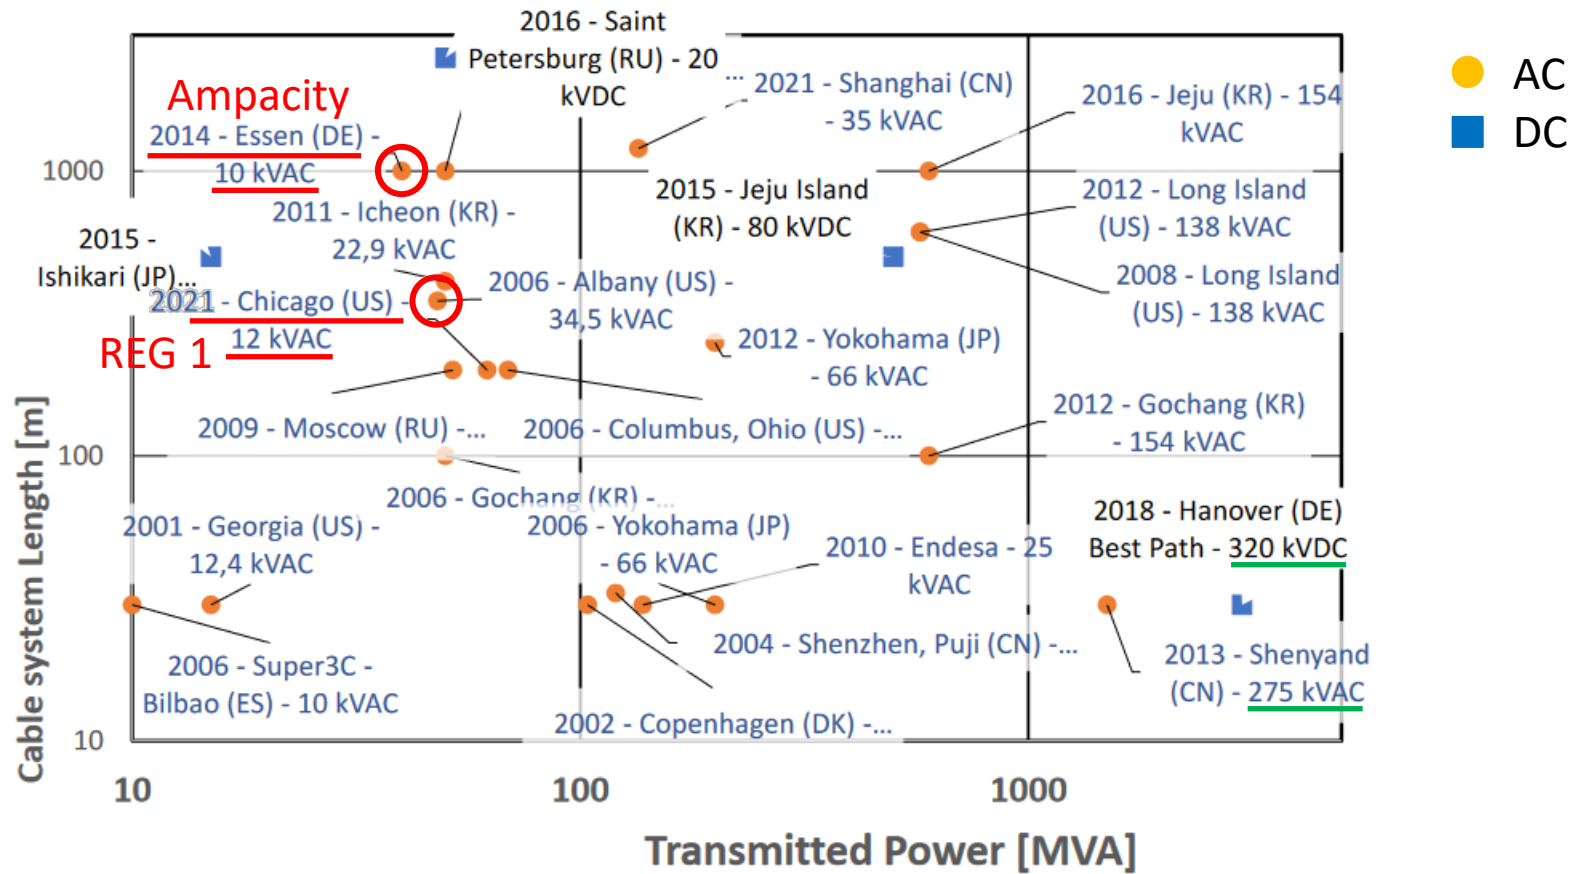 2016 - Saint
Petersburg (RU) - 20
kVDC
AC
DC
Ampacity
2014 - Essen (DE) -
10 kVAC
... 2021 - Shanghai (CN)
- 35 kVAC
2016 - Jeju (KR) - 154
kVAC
1000
2011 - Icheon (KR) -
22,9 kVAC
2015 - Jeju Island
(KR) - 80 kVDC
2012 - Long Island
(US) - 138 kVAC
2015 -
Ishikari (JP)...
2008 - Long Island
(US) - 138 kVAC
2021 - Chicago (US) -
12 kVAC
REG 1
2006 - Albany (US) -
34,5 kVAC
2012 - Yokohama (JP)
- 66 kVAC
2009 - Moscow (RU) -...
2006 - Columbus, Ohio (US) -...
2012 - Gochang (KR)
- 154 kVAC
100
2006 - Gochang (KR) -...
2001 - Georgia (US) -
12,4 kVAC
2006 - Yokohama (JP)
- 66 kVAC
2010 - Endesa - 25
kVAC
2018 - Hanover (DE)
Best Path - 320 kVDC
2006 - Super3C -
Bilbao (ES) - 10 kVAC
2004 - Shenzhen, Puji (CN) -...
2002 - Copenhagen (DK) -...
2013 - Shenyand
(CN) - 275 kVAC
10
Cable system Length [m]
10
100
1000
Transmitted Power [MVA]